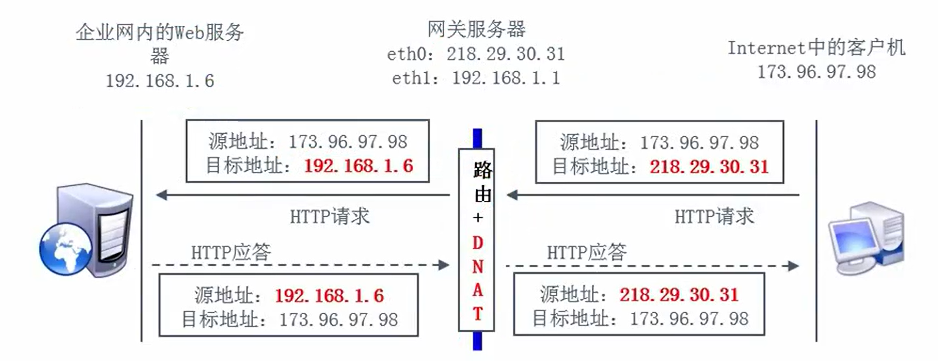 企业网内的Web服务
器
192.168.1.6
网关服务器
eth0: 218.29.30.31
eth1: 192.168.1.1
Internet中的客户机
173.96.97.98
源地址: 173.96.97.98
目标地址: 192.168.1.6
源地址: 173.96.97.98
目标地址: 218.29.30.31
HTTP请求
HTTP请求
路由+DNAT
HTTP应答
HTTP应答
源地址: 192.168.1.6
目标地址: 173.96.97.98
源地址: 218.29.30.31
目标地址: 173.96.97.98